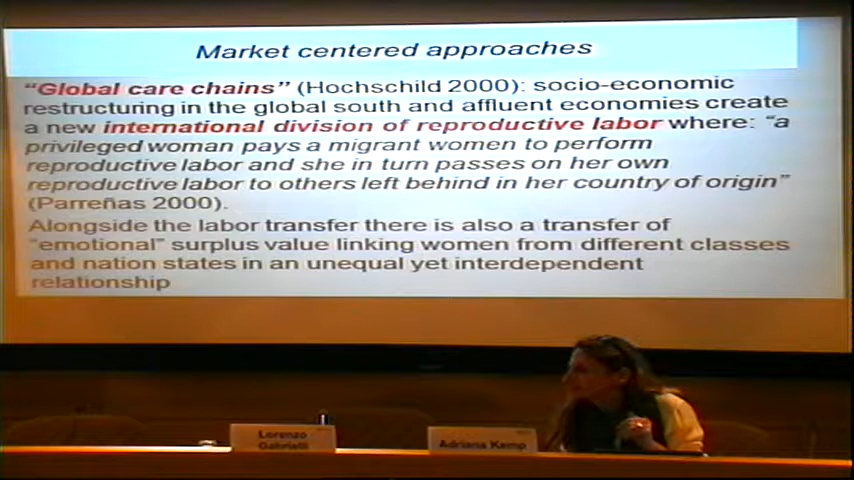 Market centered approaches
"Global care chains" (Hochschild 2000): socio-economic
restructuring in the global south and affluent economies create
a new international division of reproductive labor where: "a
privileged woman pays a migrant women to perform
reproductive labor and she in turn passes on her own
reproductive labor to others left behind in her country of origin"
(Parreñas 2000).
Alongside the labor transfer there is also a transfer of
"emotional" surplus value linking women from different classes
and nation states in an unequal yet interdependent
relationship
Lorenzo
Gabrielli
Adriana Kemp